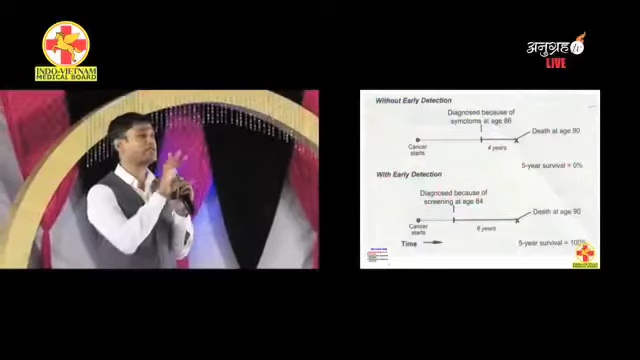 INDO-VIETNAM
MEDICAL BOARD
अनुग्रह tv
LIVE
Without Early Detection
Diagnosed because of
symptoms at age 86
Death at age 90
Cancer
starts
4 years
5-year survival = 0%
With Early Detection
Diagnosed because of
screening at age 84
Death at age 90
Cancer
starts
6 years
Time
5-year survival = 100%